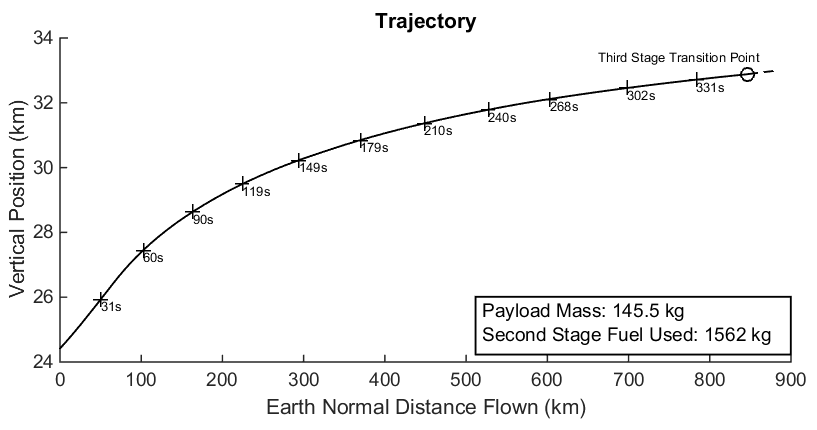 Trajectory
34
Third Stage Transition Point
331s
302s
32
268s
240s
210s
179s
30
149s
119s
90s
28
60s
26
31s
Payload Mass: 145.5 kg
Second Stage Fuel Used: 1562 kg
24
Vertical Position (km)
0 100 200 300 400 500 600 700 800 900
Earth Normal Distance Flown (km)